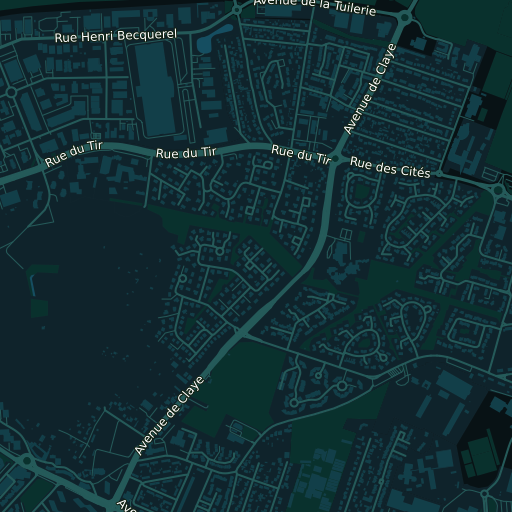 Avenue de la Tuilerie
Rue Henri Becquerel
Avenue de Claye
Rue du Tir
Rue du Tir
Rue du Tir
Rue des Cités
Avenue de Claye
Ave